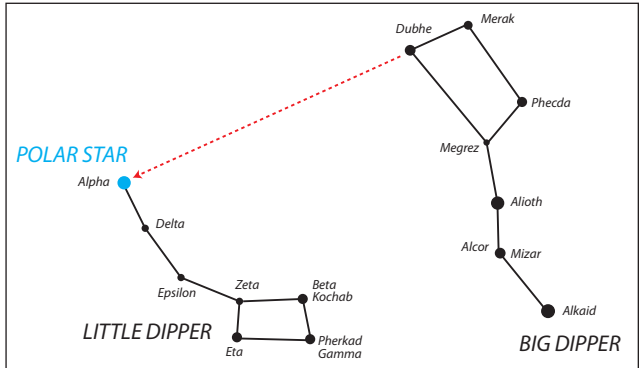 Dubhe
Merak
Phecda
Megrez
POLAR STAR
Alpha
Delta
Alioth
Alcor
Mizar
Epsilon
Zeta
Beta
Kochab
Alkaid
LITTLE DIPPER
Eta
Pherkad
Gamma
BIG DIPPER